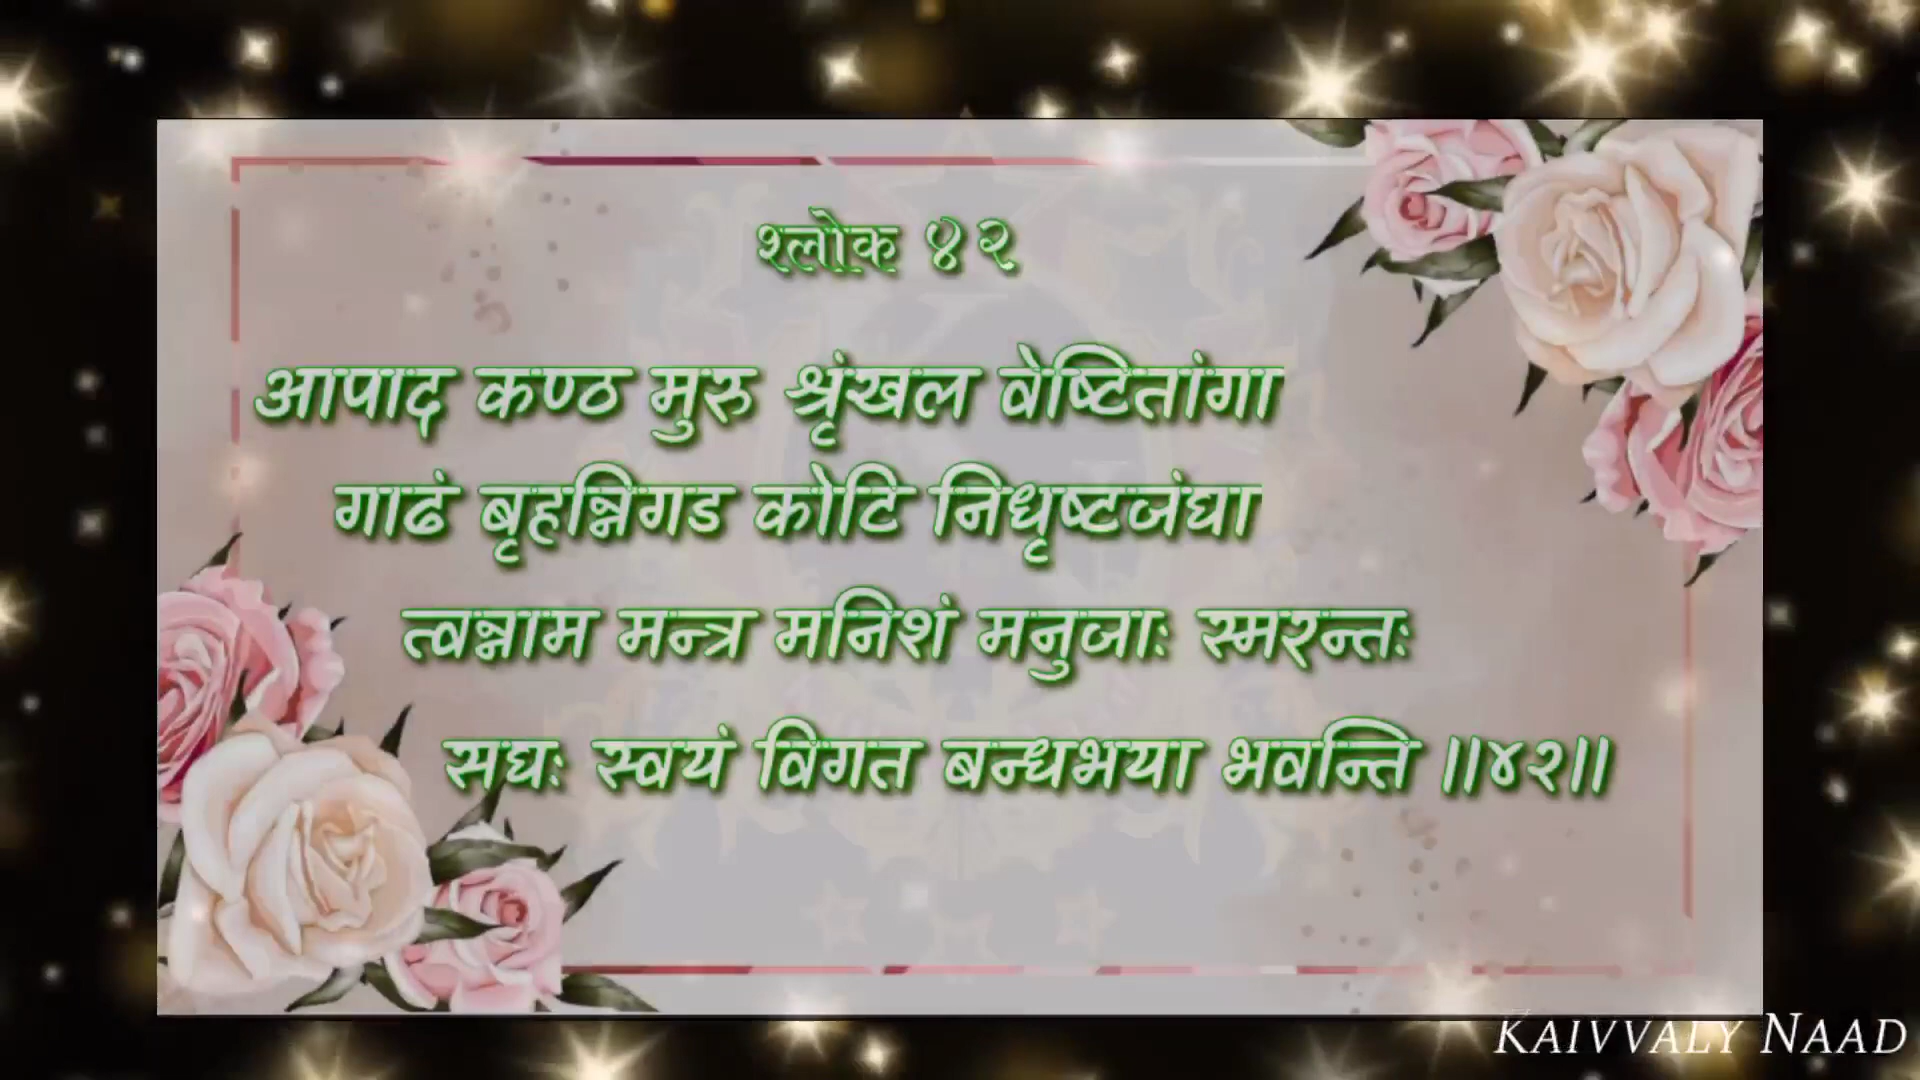 श्लोक ४२
आपाद कण्ठ मुरु श्रृंखल वेष्टितांगा
गाढं बृहन्निगड कोटि निधृष्टजंघा
त्वन्नाम मन्त्र मनिशं मनुजाः स्मरन्तः
सद्यः स्वयं विगत बन्धभया भवन्ति ॥४२॥
KAIVVALY NAAD